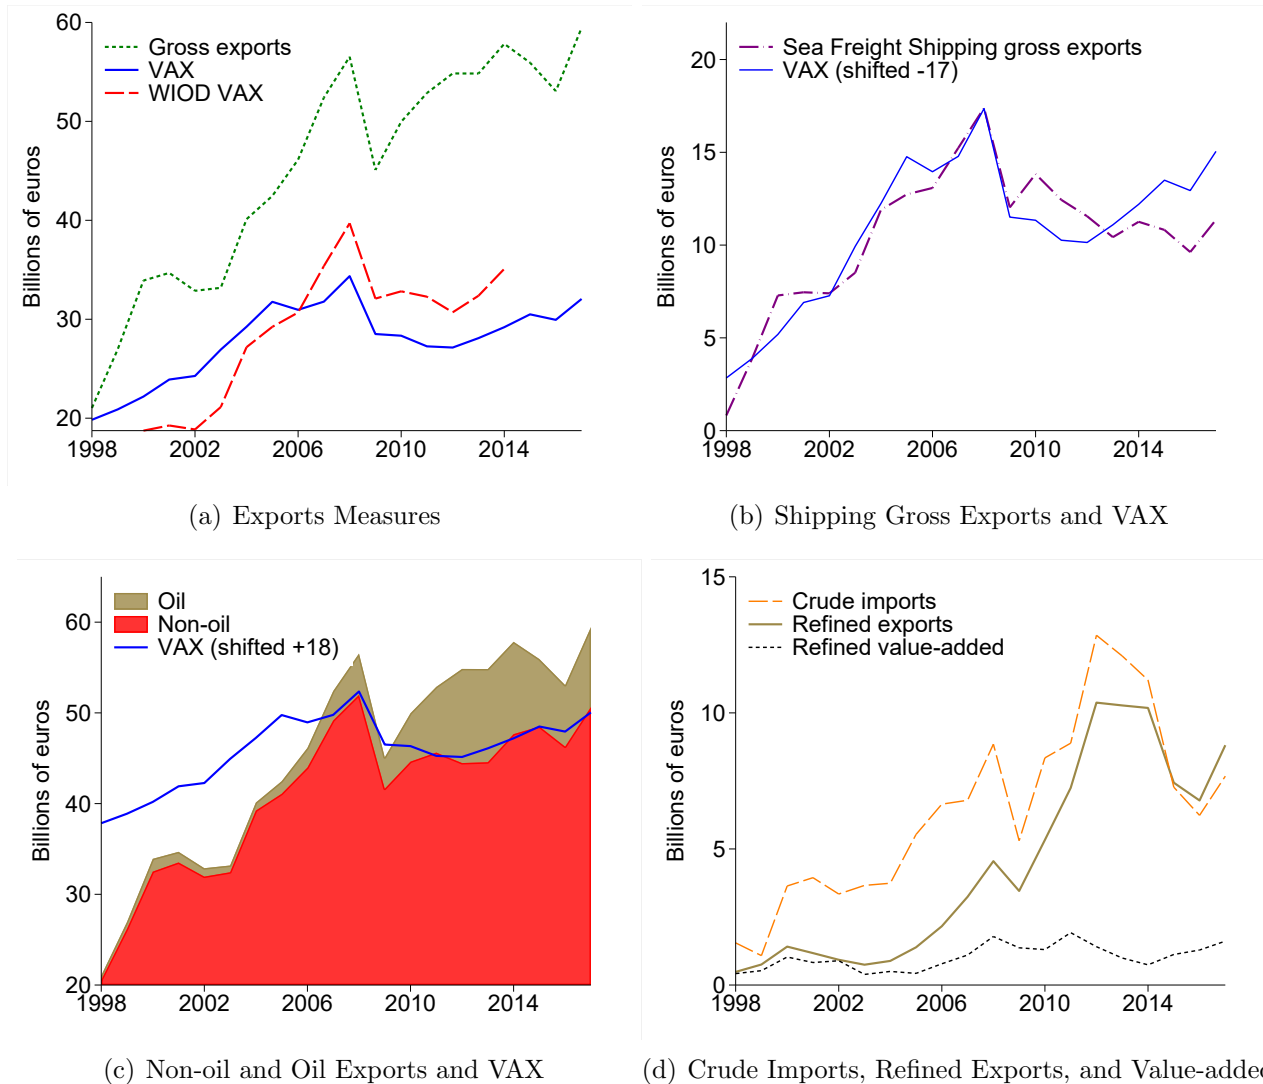 60
50
40
30
20
Billions of euros
Gross exports
VAX
WIOD VAX
1998 2002 2006 2010 2014
(a) Exports Measures
20
15
10
5
0
Billions of euros
Sea Freight Shipping gross exports
VAX (shifted -17)
1998 2002 2006 2010 2014
(b) Shipping Gross Exports and VAX
60
50
40
30
20
Billions of euros
Oil
Non-oil
VAX (shifted +18)
1998 2002 2006 2010 2014
(c) Non-oil and Oil Exports and VAX
15
10
5
0
Billions of euros
Crude imports
Refined exports
Refined value-added
1998 2002 2006 2010 2014
(d) Crude Imports, Refined Exports, and Value-added